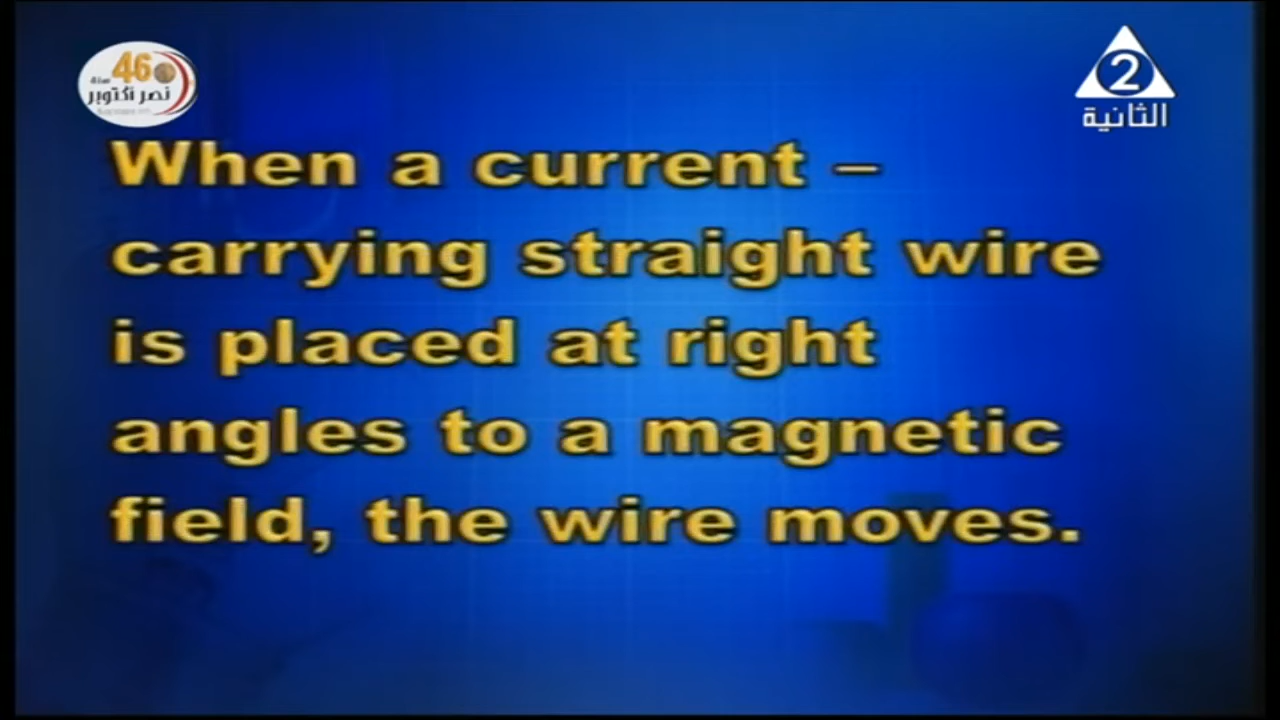 46
سنة
نصر أكتوبر
2
الثانية
When a current –
carrying straight wire
is placed at right
angles to a magnetic
field, the wire moves.